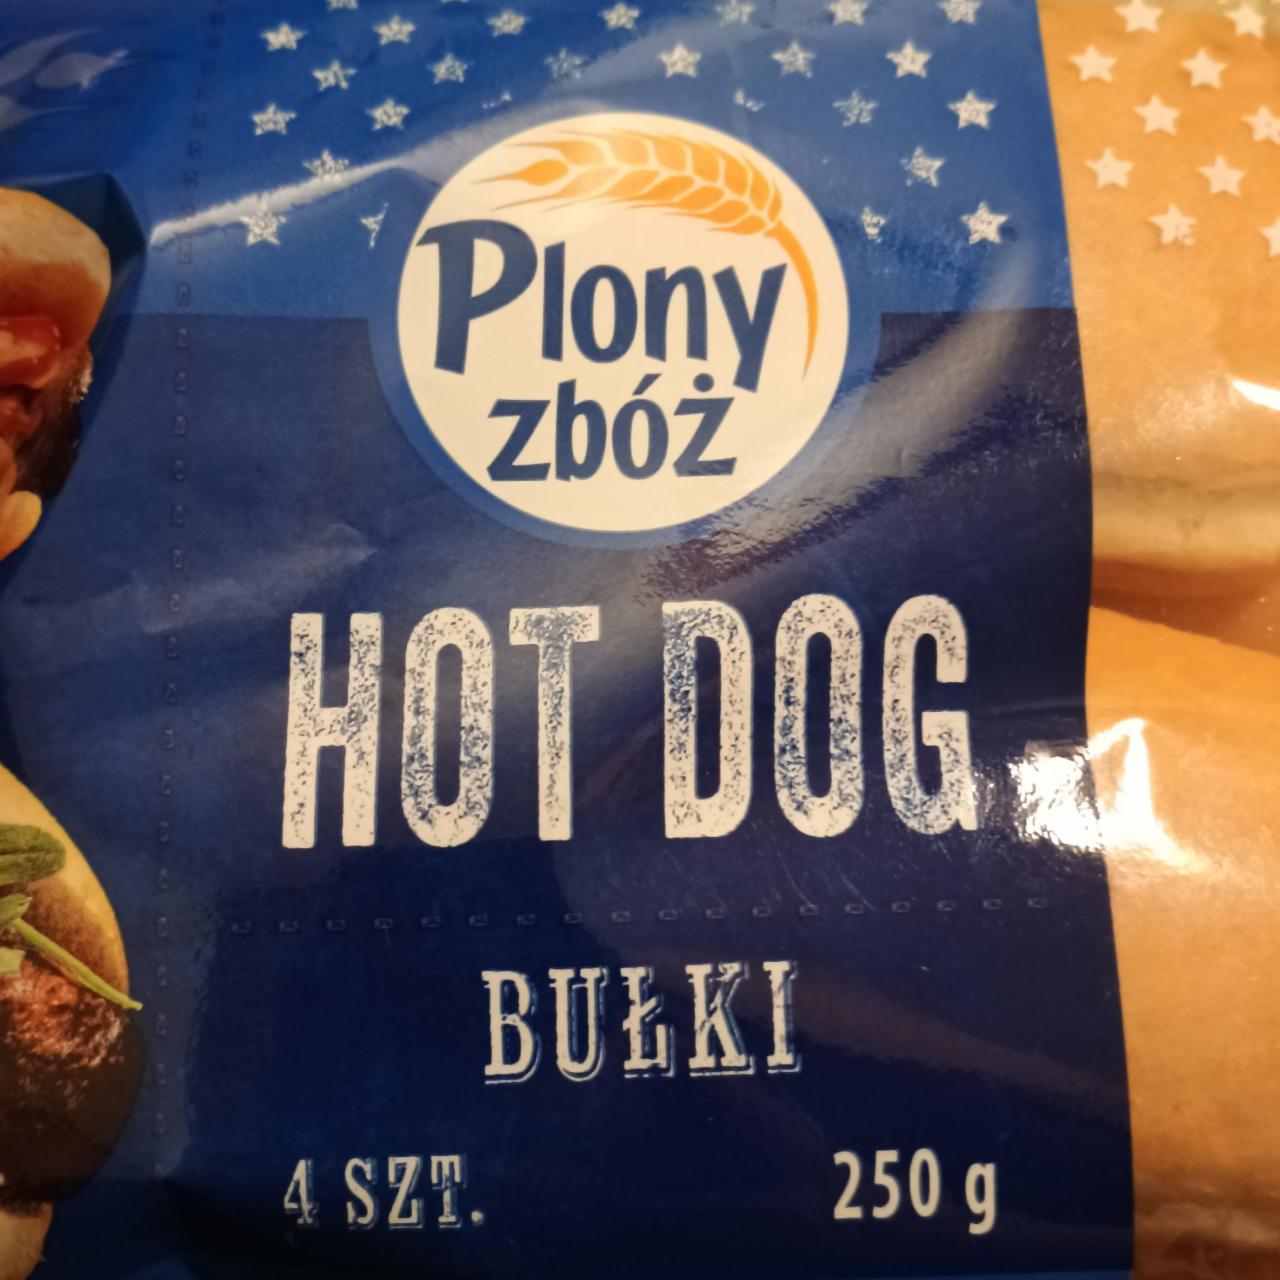 Plony
zbóż
HOT DOG
BUŁKI
4 SZT.
250 g